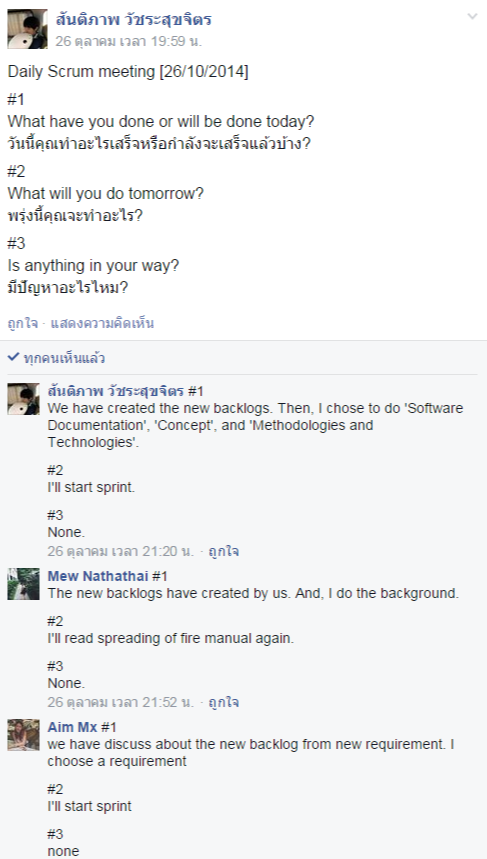 สันติภาพ วัชระสุขจิตร
26 ตุลาคม เวลา 19:59 น.
Daily Scrum meeting [26/10/2014]
#1
What have you done or will be done today?
วันนี้คุณทำอะไรเสร็จหรือกำลังจะเสร็จแล้วบ้าง?
#2
What will you do tomorrow?
พรุ่งนี้คุณจะทำอะไร?
#3
Is anything in your way?
มีปัญหาอะไรไหม?
ถูกใจ · แสดงความคิดเห็น
ทุกคนเห็นแล้ว
สันติภาพ วัชระสุขจิตร #1
We have created the new backlogs. Then, I chose to do 'Software
Documentation', 'Concept', and 'Methodologies and
Technologies'.
#2
I'll start sprint.
#3
None.
26 ตุลาคม เวลา 21:20 น. · ถูกใจ
Mew Nathathai #1
The new backlogs have created by us. And, I do the background.
#2
I'll read spreading of fire manual again.
#3
None.
26 ตุลาคม เวลา 21:52 น. · ถูกใจ
Aim Mx #1
we have discuss about the new backlog from new requirement. I
choose a requirement
#2
I'll start sprint
#3
none